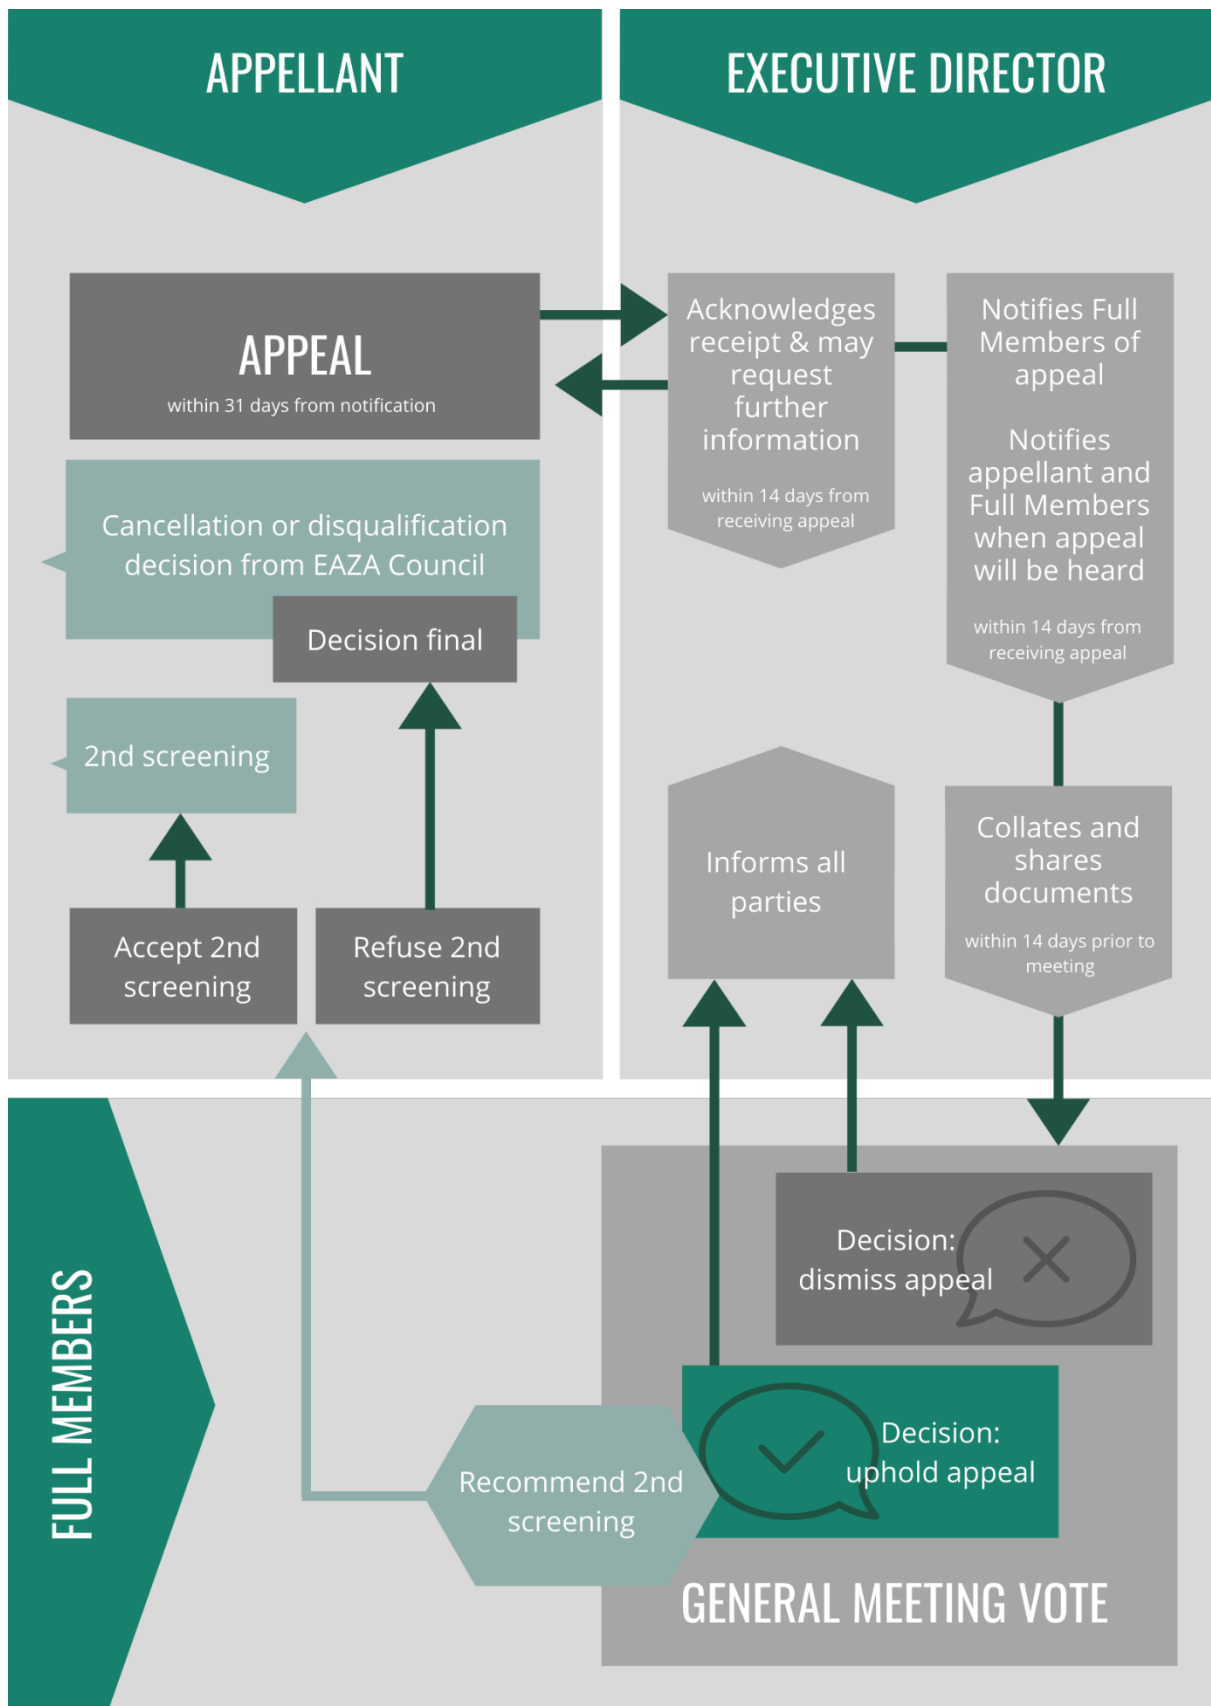 APPELLANT
EXECUTIVE DIRECTOR
APPEAL
within 31 days from notification
Acknowledges
receipt & may
request
further
information
within 14 days from
receiving appeal
Notifies Full
Members of
appeal
Notifies
appellant and
Full Members
when appeal
will be heard
within 14 days from
receiving appeal
Cancellation or disqualification
decision from EAZA Council
Decision final
2nd screening
Accept 2nd
screening
Refuse 2nd
screening
Informs all
parties
Collates and
shares
documents
within 14 days prior to
meeting
FULL MEMBERS
Decision:
dismiss appeal
Decision:
uphold appeal
Recommend 2nd
screening
GENERAL MEETING VOTE